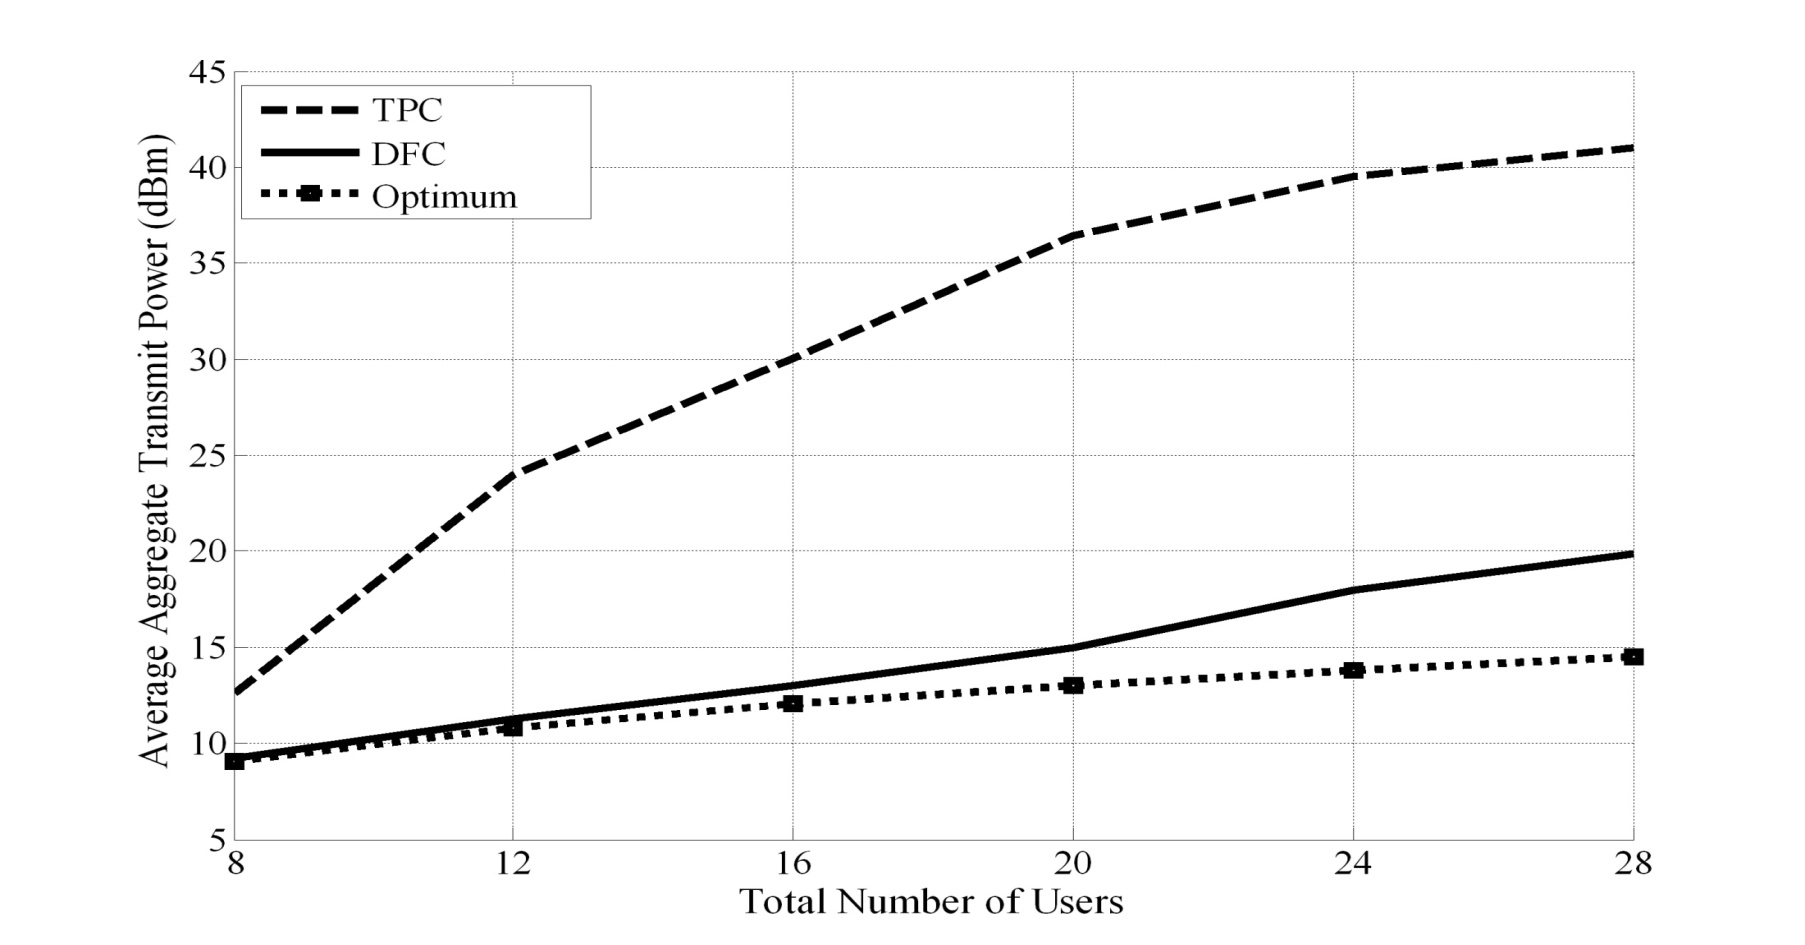 45
40
35
30
25
20
15
10
5
Average Aggregate Transmit Power (dBm)
TPC
DFC
Optimum
8 12 16 20 24 28
Total Number of Users